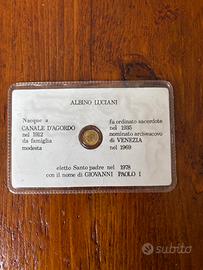 ALBINO LUCIANI
Nacque a
CANALE D'AGORDO
nel 1912
da famiglia
modesta
fu ordinato sacerdote
nel 1935
nominato arcivescovo
di VENEZIA
nel 1969
eletto Santo padre nel 1978
con il nome di GIOVANNI PAOLO I
subito